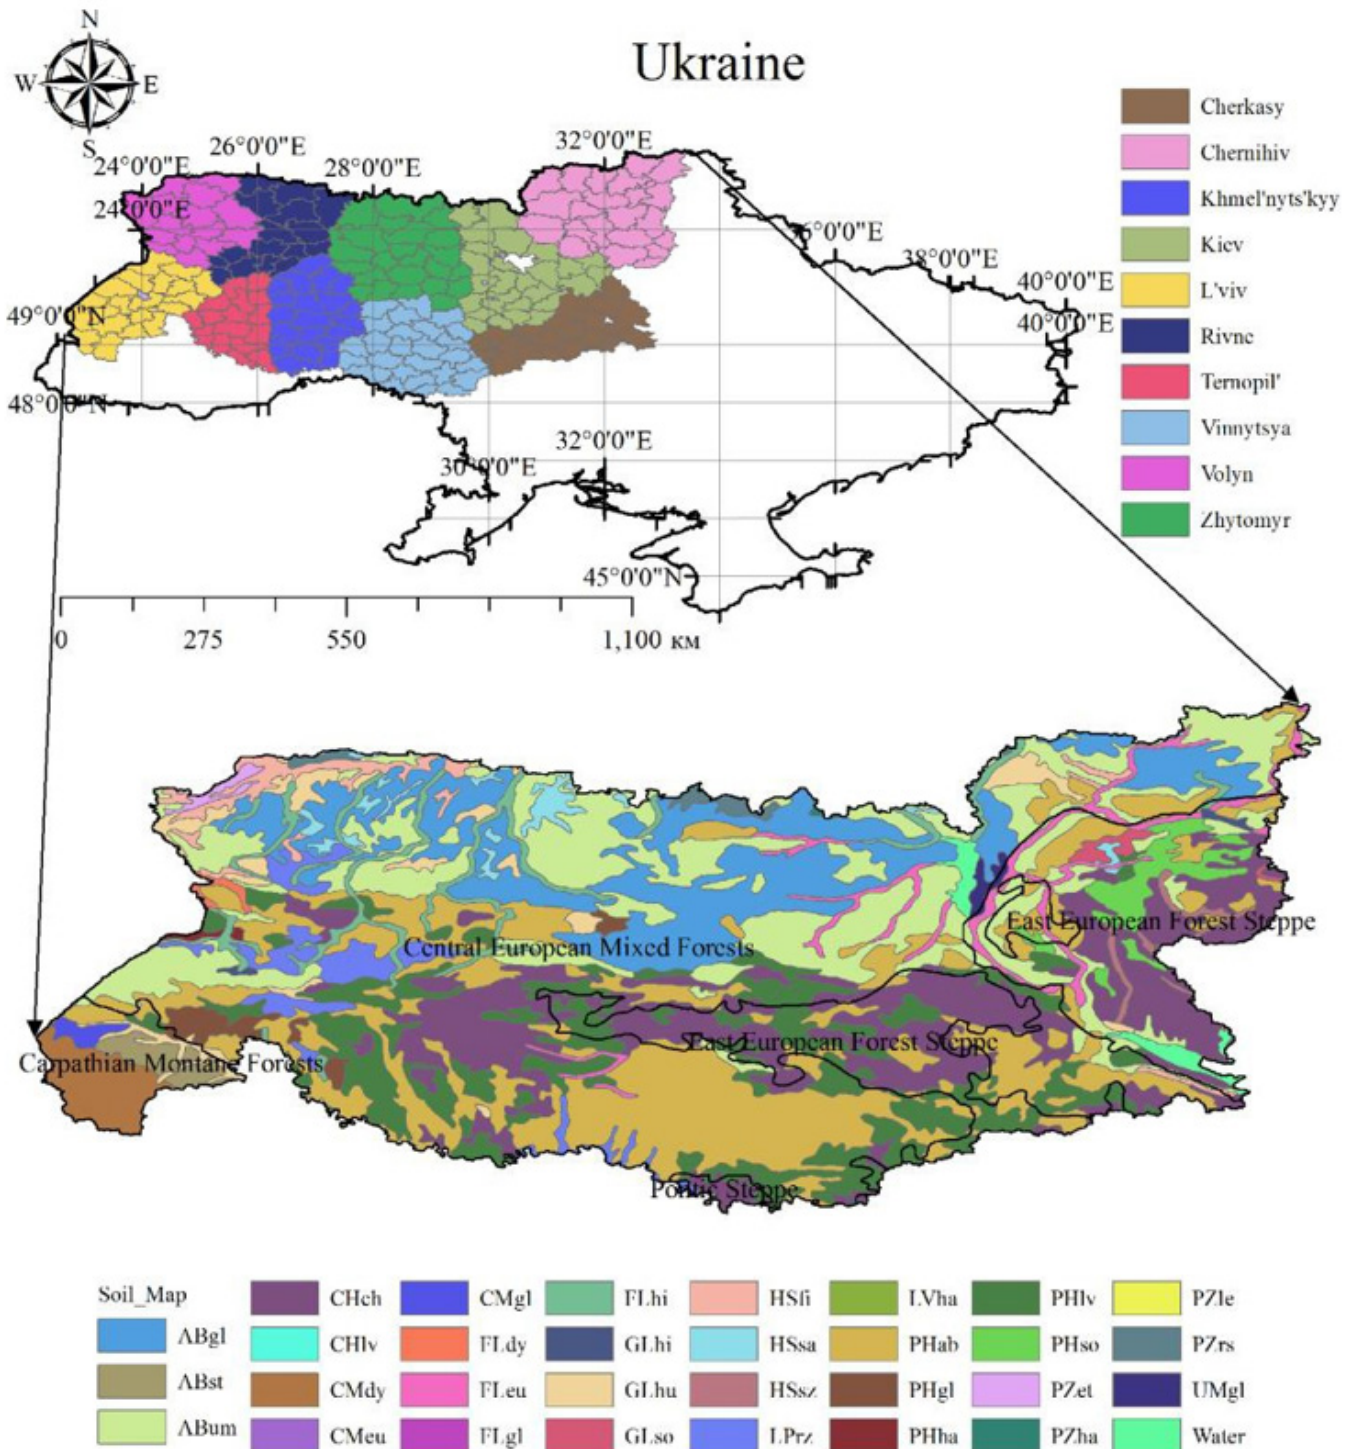 Ukraine
N
W
E
S
24°0'0"E
26°0'0"E
28°0'0"E
32°0'0"E
24°0'0"E
36°0'0"E
38°0'0"E
40°0'0"E
40°0'0"E
49°0'0"N
48°0'0"N
30°0'0"E
32°0'0"E
45°0'0"N
Cherkasy
Chernihiv
Khmel'nyts'kyy
Kiev
L'viv
Rivne
Ternopil'
Vinnytsya
Volyn
Zhytomyr
0 275 550 1,100 км
East European Forest Steppe
Central European Mixed Forests
East European Forest Steppe
Carpathian Montane Forests
Pontic Steppe
Soil_Map
ABgl
ABst
ABum
CHch
CHlv
CMdy
CMeu
CMgl
FLdy
FLeu
FLgl
FLhi
GLhi
GLhu
GLso
HSfi
HSsa
HSsz
LPrz
LVha
PHab
PHgl
PHha
PHlv
PHso
PZet
PZha
PZle
PZrs
UMgl
Water